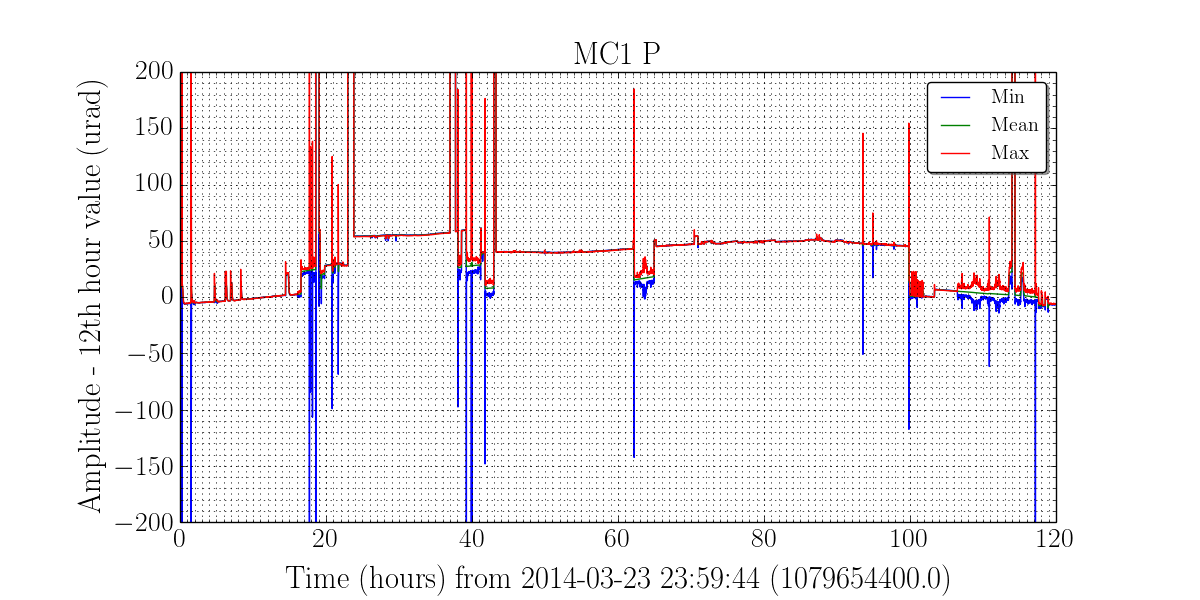 MC1 P
Amplitude - 12th hour value (urad)
200
150
100
50
0
−50
−100
−150
−200
Min
Mean
Max
0 20 40 60 80 100 120
Time (hours) from 2014-03-23 23:59:44 (1079654400.0)